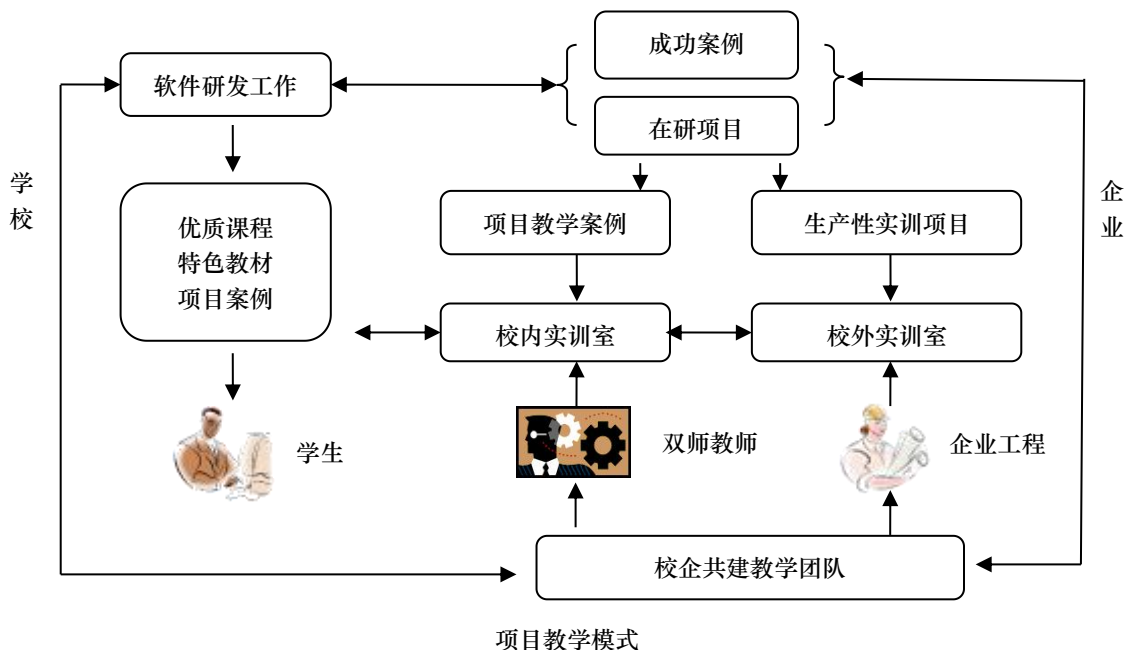 成功案例
软件研发工作
在研项目
学校
企业
优质课程
特色教材
项目案例
项目教学案例
生产性实训项目
校内实训室
校外实训室
学生
双师教师
企业工程
校企共建教学团队
项目教学模式